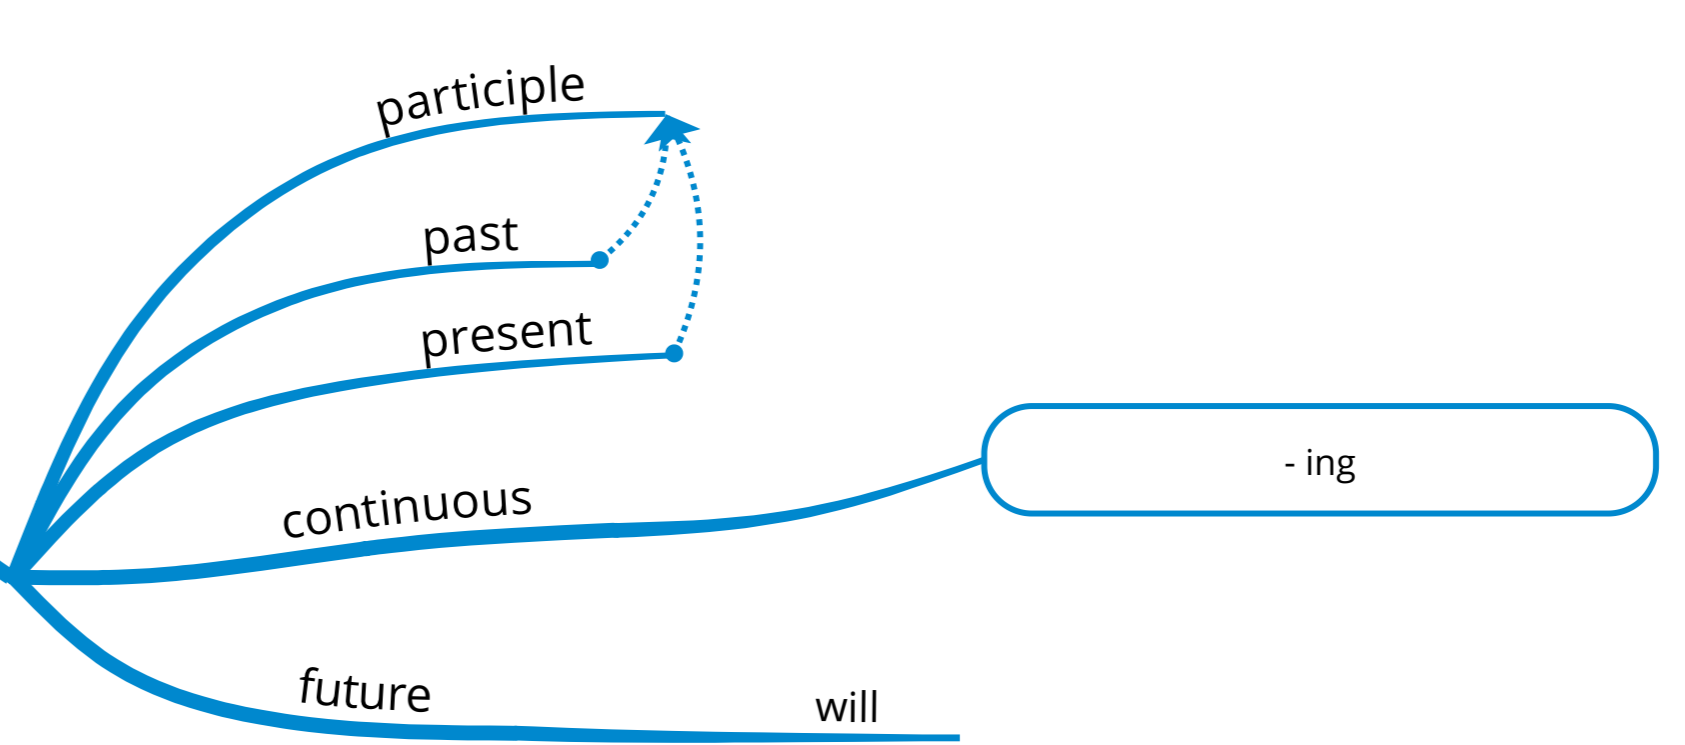 participle
past
present
continuous
- ing
future
will